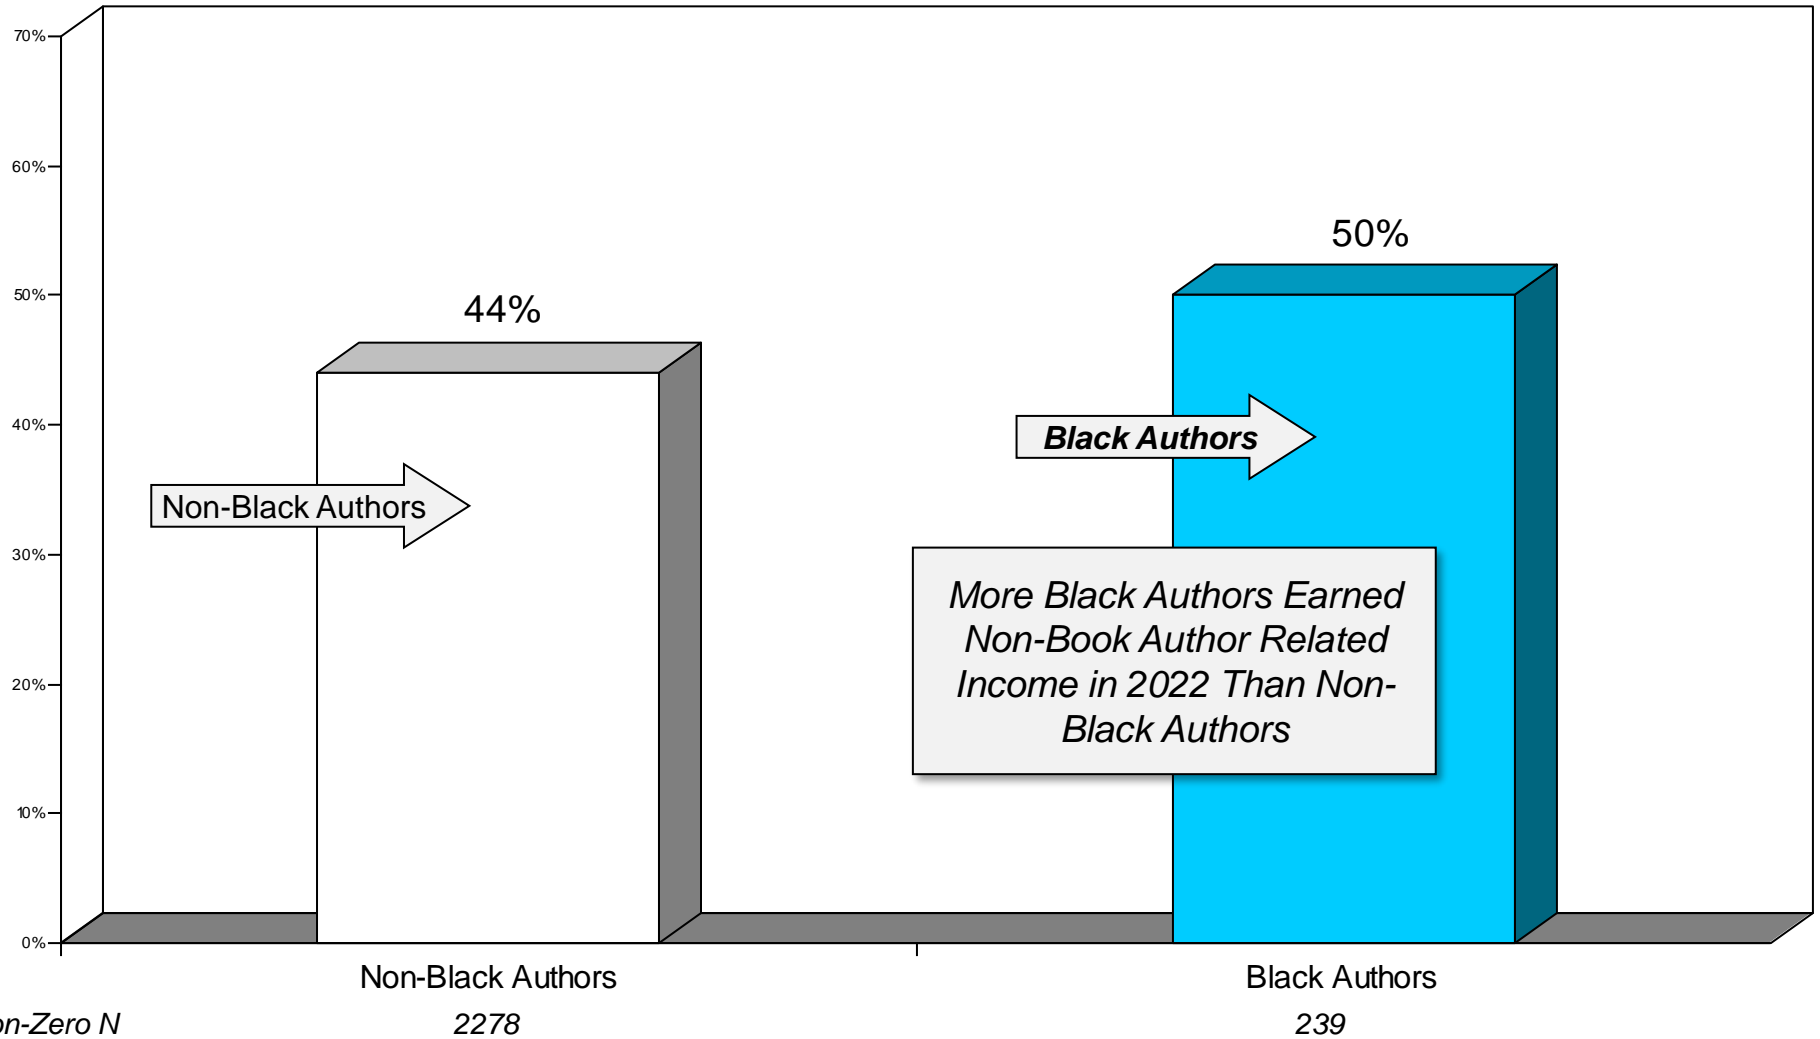 70%
60%
50%
40%
30%
20%
10%
0%
44%
50%
Non-Black Authors
Black Authors
More Black Authors Earned
Non-Book Author Related
Income in 2022 Than Non-
Black Authors
Non-Black Authors
Black Authors
on-Zero N
2278
239